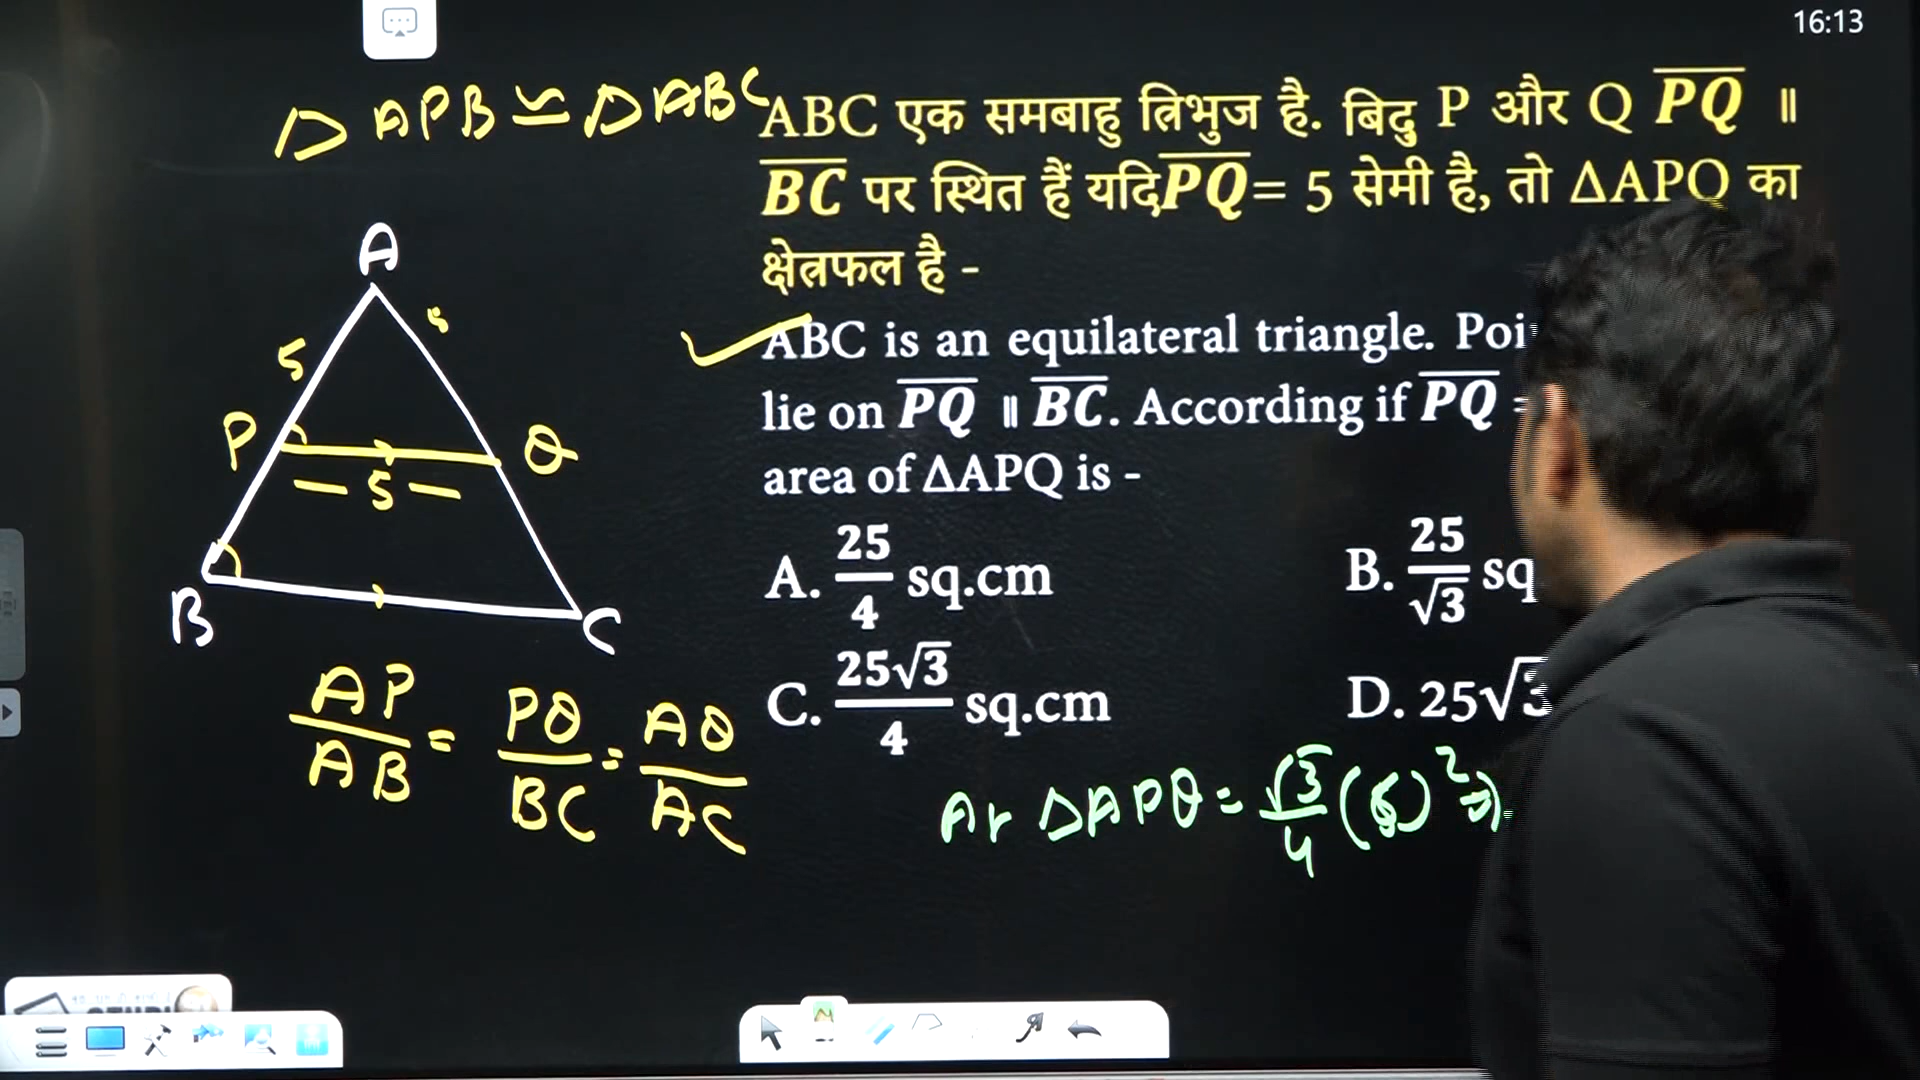 16:13
Δ APB ≅ Δ ABC
ABC एक समबाहु त्रिभुज है. बिदु P और Q PQ ||
BC पर स्थित हैं यदि PQ = 5 सेमी है, तो ΔAPQ का
क्षेत्रफल है -
ABC is an equilateral triangle. Poi
lie on PQ || BC. According if PQ =
area of ΔAPQ is -
A. 25/4 sq.cm
B. 25/√3 sq
C. 25√3/4 sq.cm
D. 25√3
A
5
5
P
Q
5
B
C
AP/AB = PQ/BC = AQ/AC
Ar ΔAPQ = √3/4 (5)² ⇒